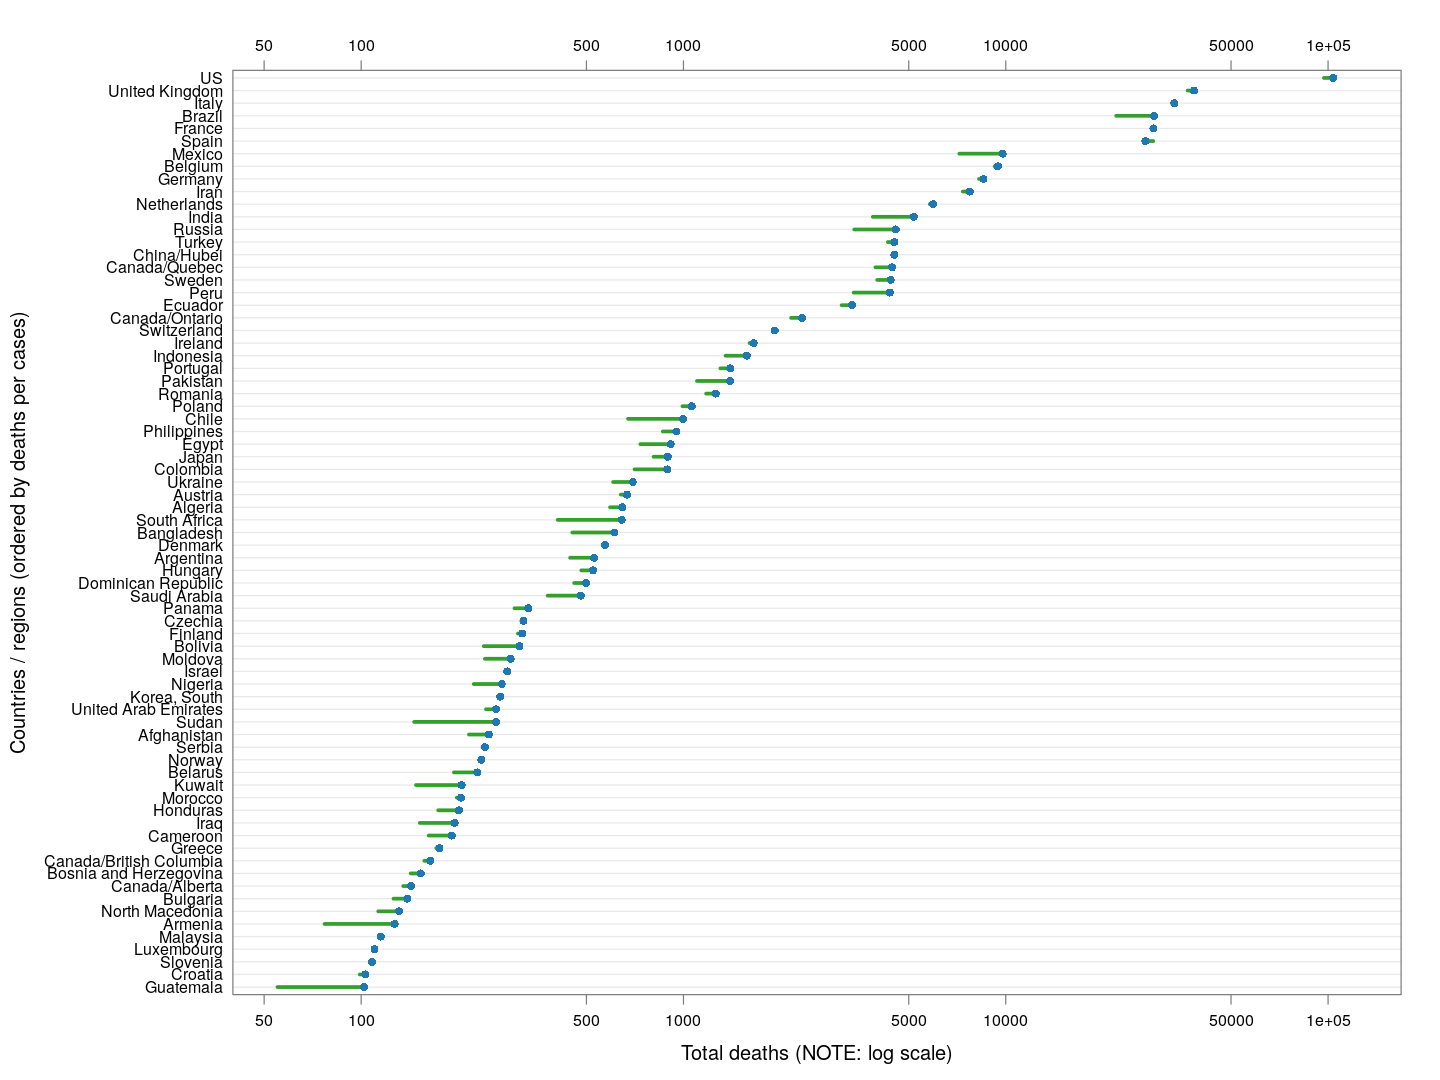 50 100 500 1000 5000 10000 50000 1e+05
US
United Kingdom
Italy
Brazil
France
Spain
Mexico
Belgium
Germany
Iran
Netherlands
India
Russia
Turkey
China/Hubei
Canada/Quebec
Sweden
Peru
Ecuador
Canada/Ontario
Switzerland
Ireland
Indonesia
Portugal
Pakistan
Romania
Poland
Chile
Philippines
Egypt
Japan
Colombia
Ukraine
Austria
Algeria
South Africa
Bangladesh
Denmark
Argentina
Hungary
Dominican Republic
Saudi Arabia
Panama
Czechia
Finland
Bolivia
Moldova
Israel
Nigeria
Korea, South
United Arab Emirates
Sudan
Afghanistan
Serbia
Norway
Belarus
Kuwait
Morocco
Honduras
Iraq
Cameroon
Greece
Canada/British Columbia
Bosnia and Herzegovina
Canada/Alberta
Bulgaria
North Macedonia
Armenia
Malaysia
Luxembourg
Slovenia
Croatia
Guatemala
Countries / regions (ordered by deaths per cases)
50 100 500 1000 5000 10000 50000 1e+05
Total deaths (NOTE: log scale)